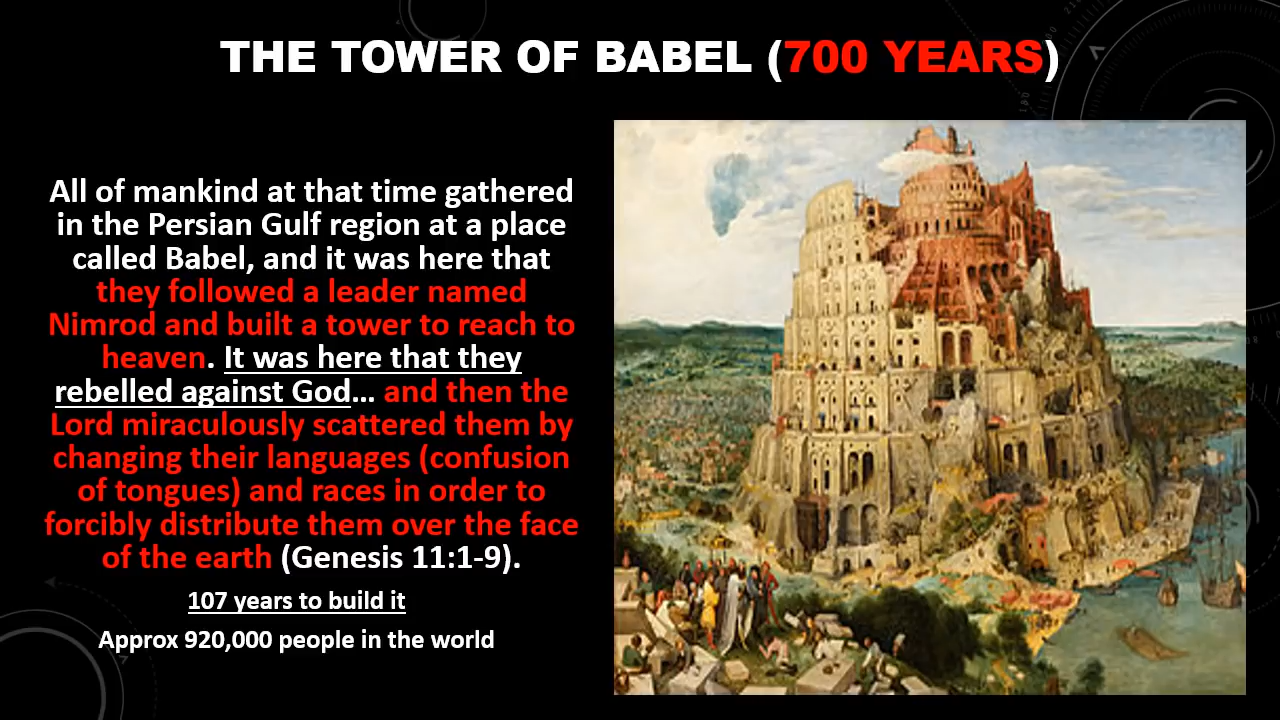 THE TOWER OF BABEL (700 YEARS)
All of mankind at that time gathered
in the Persian Gulf region at a place
called Babel, and it was here that
they followed a leader named
Nimrod and built a tower to reach to
heaven. It was here that they
rebelled against God... and then the
Lord miraculously scattered them by
changing their languages (confusion
of tongues) and races in order to
forcibly distribute them over the face
of the earth (Genesis 11:1-9).
107 years to build it
Approx 920,000 people in the world